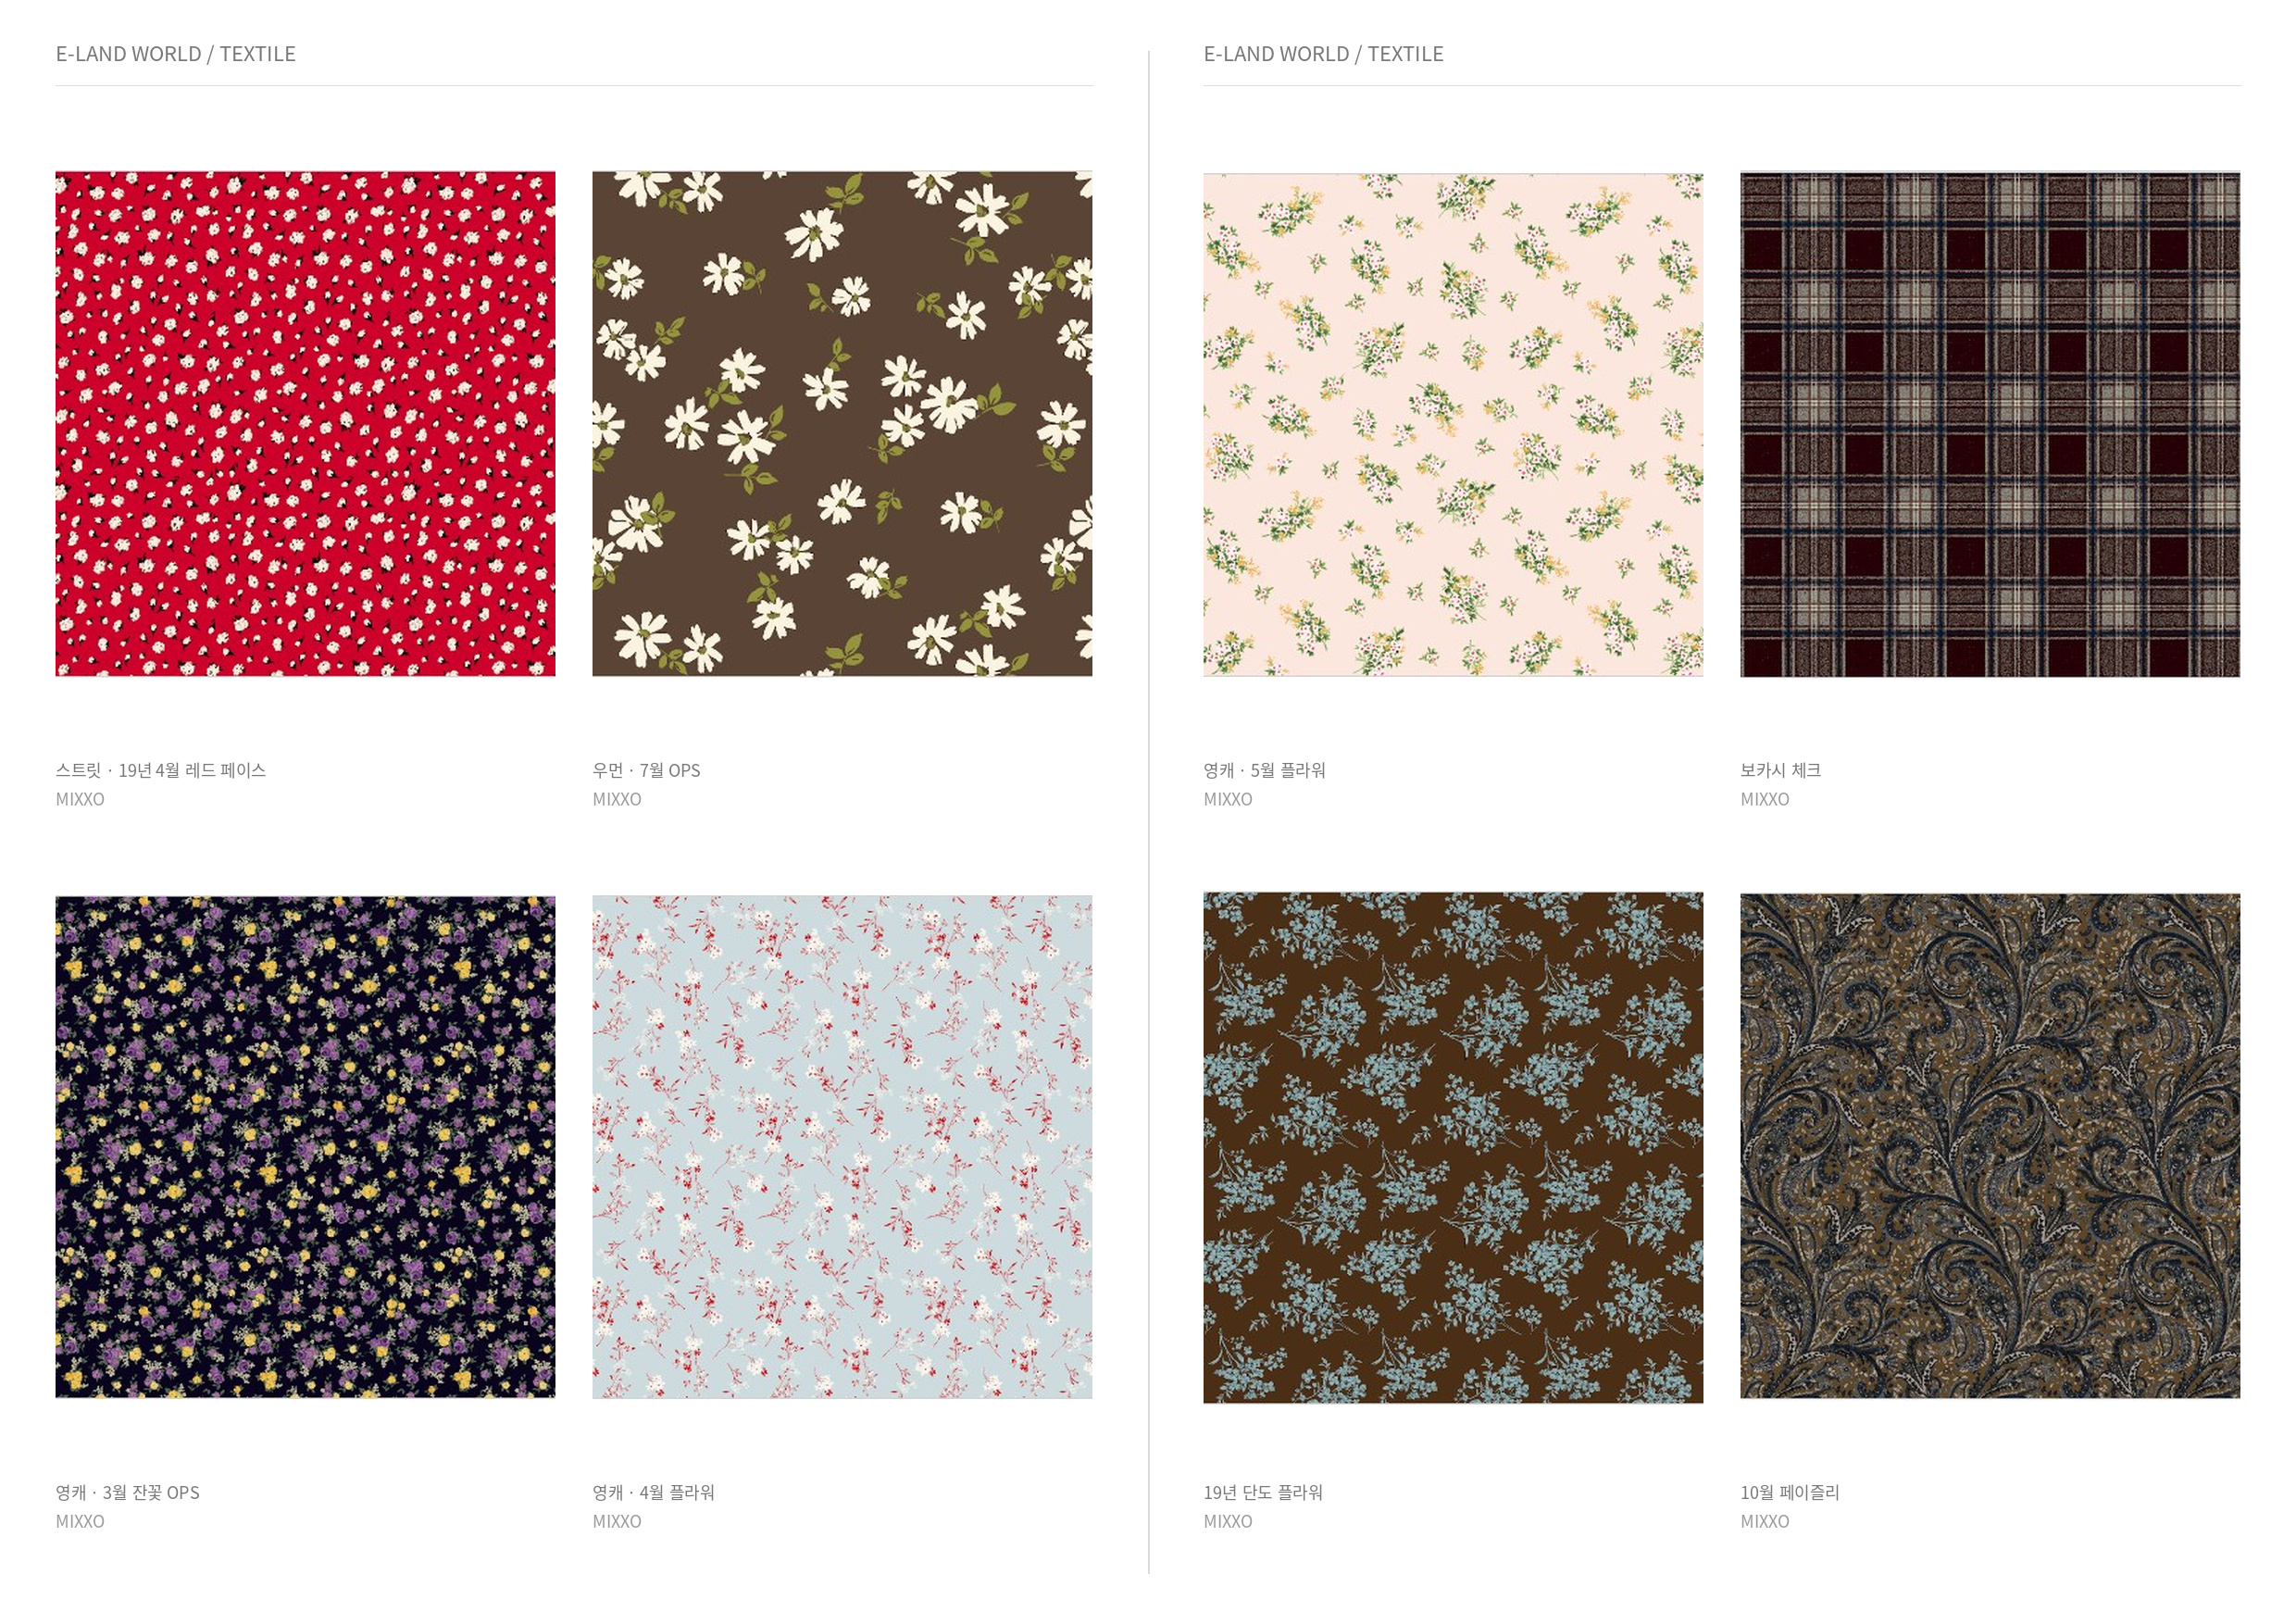 E-LAND WORLD / TEXTILE
스트릿 · 19년 4월 레드 페이스
MIXXO
우먼 · 7월 OPS
MIXXO
영캐 · 3월 잔꽃 OPS
MIXXO
영캐 · 4월 플라워
MIXXO
E-LAND WORLD / TEXTILE
영캐 · 5월 플라워
MIXXO
보카시 체크
MIXXO
19년 단도 플라워
MIXXO
10월 페이즐리
MIXXO